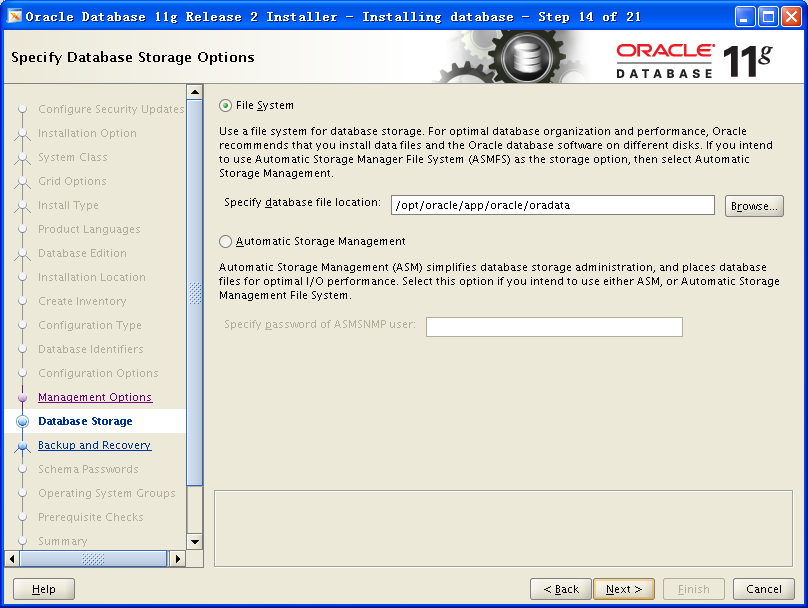 Oracle Database 11g Release 2 Installer - Installing database - Step 14 of 21
Specify Database Storage Options
ORACLE
DATABASE
11g
Configure Security Updates
Installation Option
System Class
Grid Options
Install Type
Product Languages
Database Edition
Installation Location
Create Inventory
Configuration Type
Database Identifiers
Configuration Options
Management Options
Database Storage
Backup and Recovery
Schema Passwords
Operating System Groups
Prerequisite Checks
Summary
File System
Use a file system for database storage. For optimal database organization and performance, Oracle
recommends that you install data files and the Oracle database software on different disks. If you intend
to use Automatic Storage Manager File System (ASMFS) as the storage option, then select Automatic
Storage Management.
Specify database file location: /opt/oracle/app/oracle/oradata Browse...
Automatic Storage Management
Automatic Storage Management (ASM) simplifies database storage administration, and places database
files for optimal I/O performance. Select this option if you intend to use either ASM, or Automatic Storage
Management File System.
Specify password of ASMSNMP user:
Help < Back Next > Finish Cancel